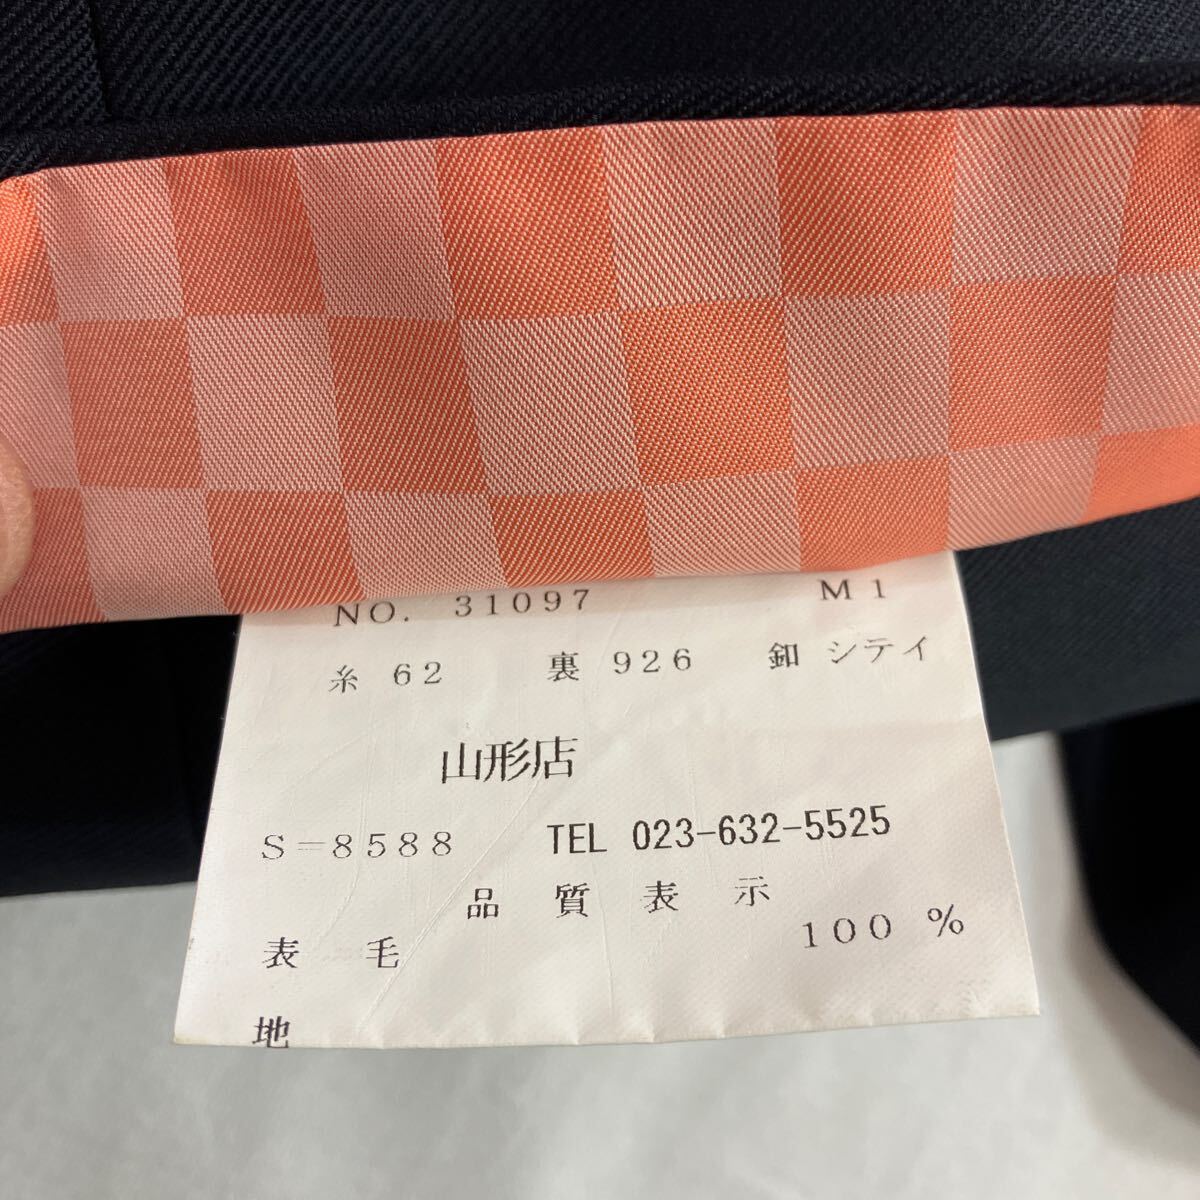 NO. 31097 M1
糸 62 裏 926 釦 シテイ
山形店
S-8588 TEL 023-632-5525
品質表示
表 毛 100 %
地